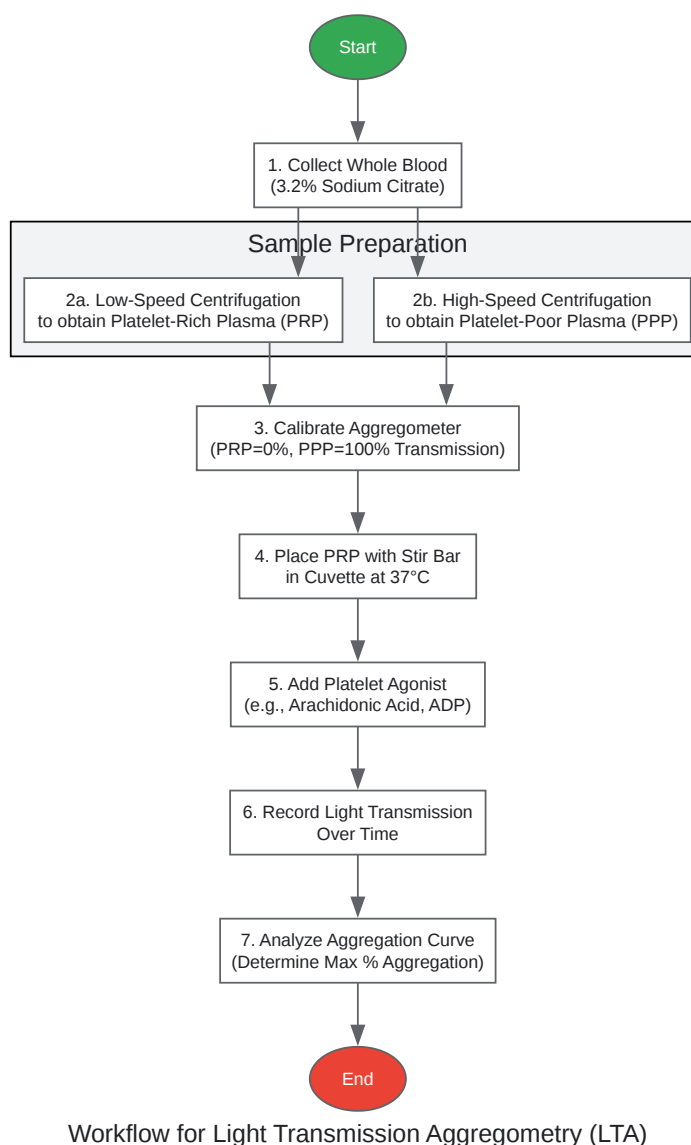 Start
1. Collect Whole Blood
(3.2% Sodium Citrate)
Sample Preparation
2a. Low-Speed Centrifugation
to obtain Platelet-Rich Plasma (PRP)
2b. High-Speed Centrifugation
to obtain Platelet-Poor Plasma (PPP)
3. Calibrate Aggregometer
(PRP=0%, PPP=100% Transmission)
4. Place PRP with Stir Bar
in Cuvette at 37°C
5. Add Platelet Agonist
(e.g., Arachidonic Acid, ADP)
6. Record Light Transmission
Over Time
7. Analyze Aggregation Curve
(Determine Max % Aggregation)
End
Workflow for Light Transmission Aggregometry (LTA)